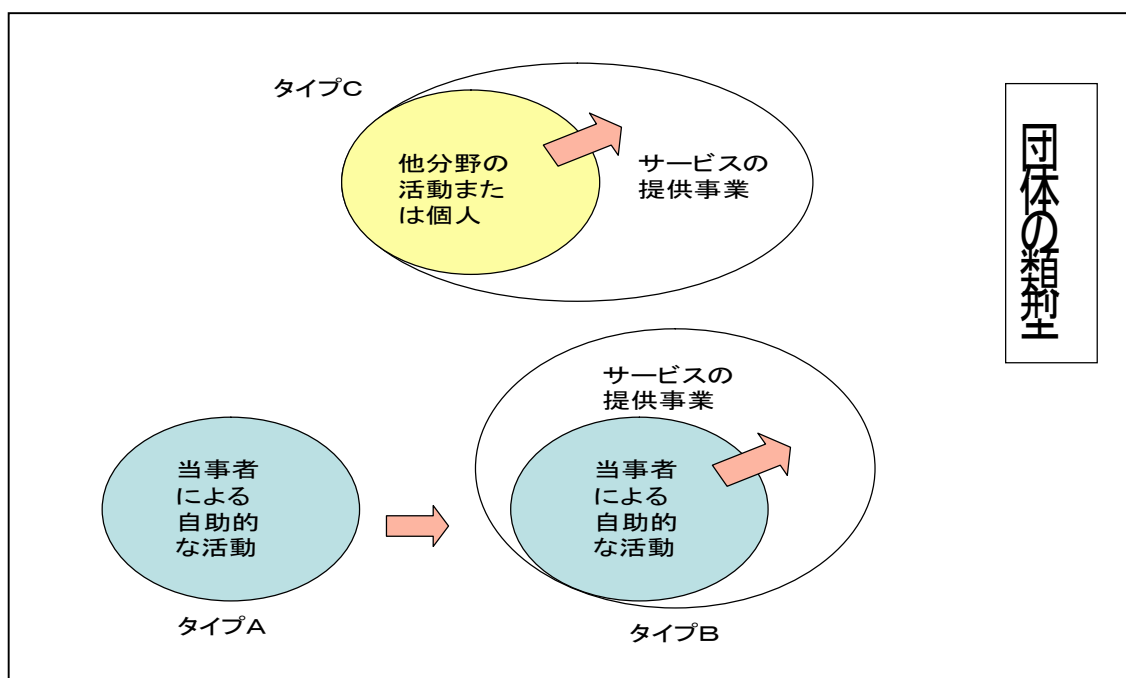 タイプC
他分野の
活動また
は個人
サービスの
提供事業
団体の類型
サービスの
提供事業
当事者
による
自助的
な活動
当事者
による
自助的
な活動
タイプA
タイプB